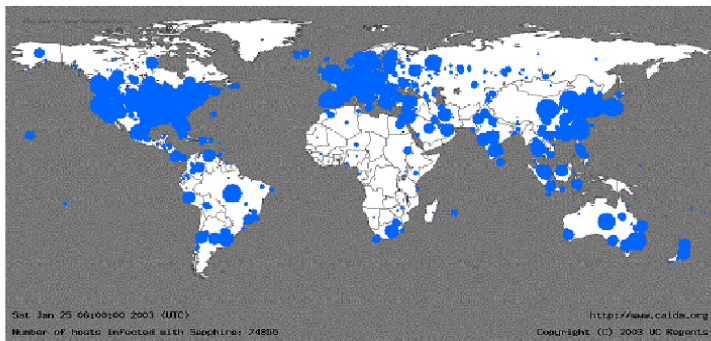 Sat Jan 25 06:00:00 2003 (UTC)
http://www.caida.org
Number of hosts infected with Sapphire: 74855
Copyright (C) 2003 UC Regents